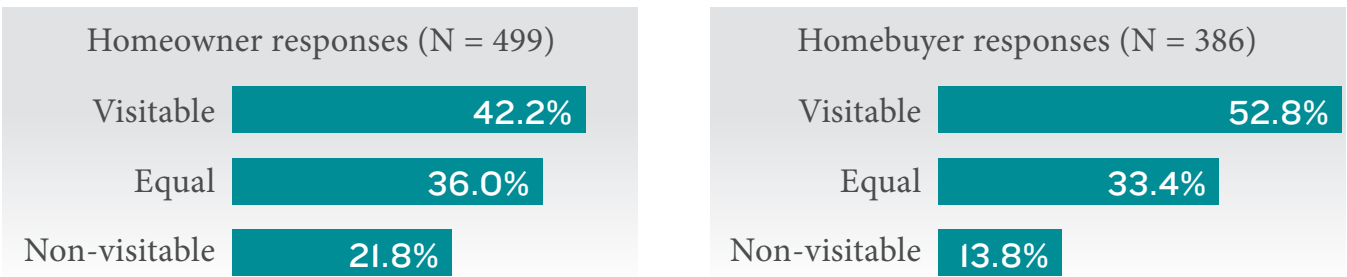 Homeowner responses (N = 499)
Visitable 42.2%
Equal 36.0%
Non-visitable 21.8%
Homebuyer responses (N = 386)
Visitable 52.8%
Equal 33.4%
Non-visitable 13.8%